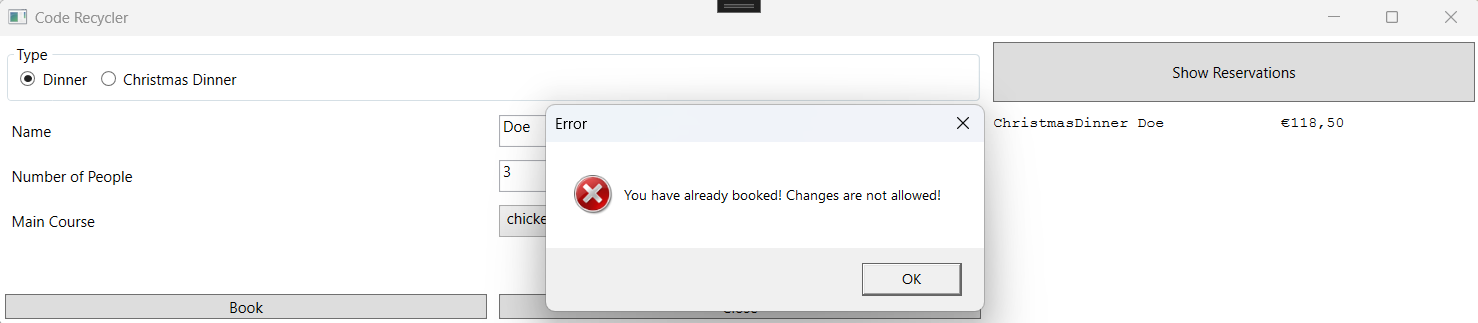 Code Recycler
Type
Dinner
Christmas Dinner
Show Reservations
Name
Doe
Number of People
3
Main Course
Error
You have already booked! Changes are not allowed!
OK
ChristmasDinner Doe €118,50
Book